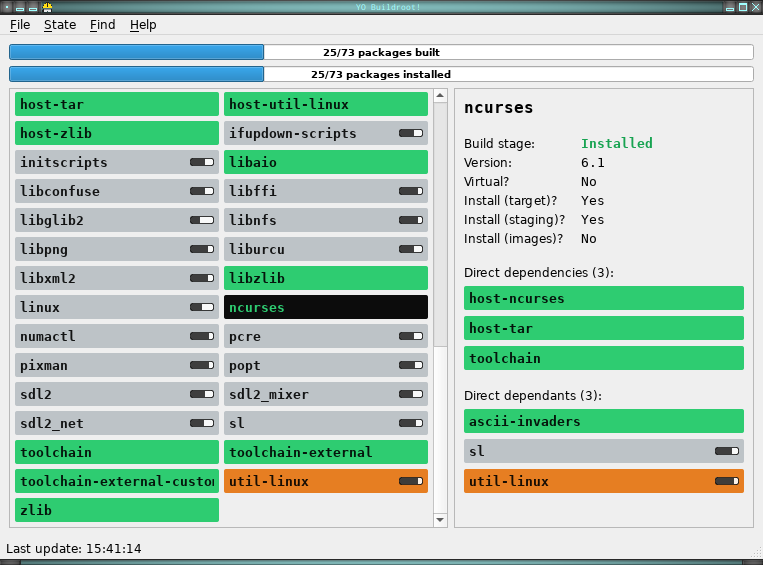 YO Buildroot!
File State Find Help
25/73 packages built
25/73 packages installed
host-tar host-util-linux
host-zlib ifupdown-scripts
initscripts libaio
libconfuse libffi
libglib2 libnfs
libpng liburcu
libxml2 libzlib
linux ncurses
numactl pcre
pixman popt
sdl2 sdl2_mixer
sdl2_net sl
toolchain toolchain-external
toolchain-external-custo util-linux
zlib
ncurses
Build stage: Installed
Version: 6.1
Virtual? No
Install (target)? Yes
Install (staging)? Yes
Install (images)? No
Direct dependencies (3):
host-ncurses
host-tar
toolchain
Direct dependants (3):
ascii-invaders
sl
util-linux
Last update: 15:41:14